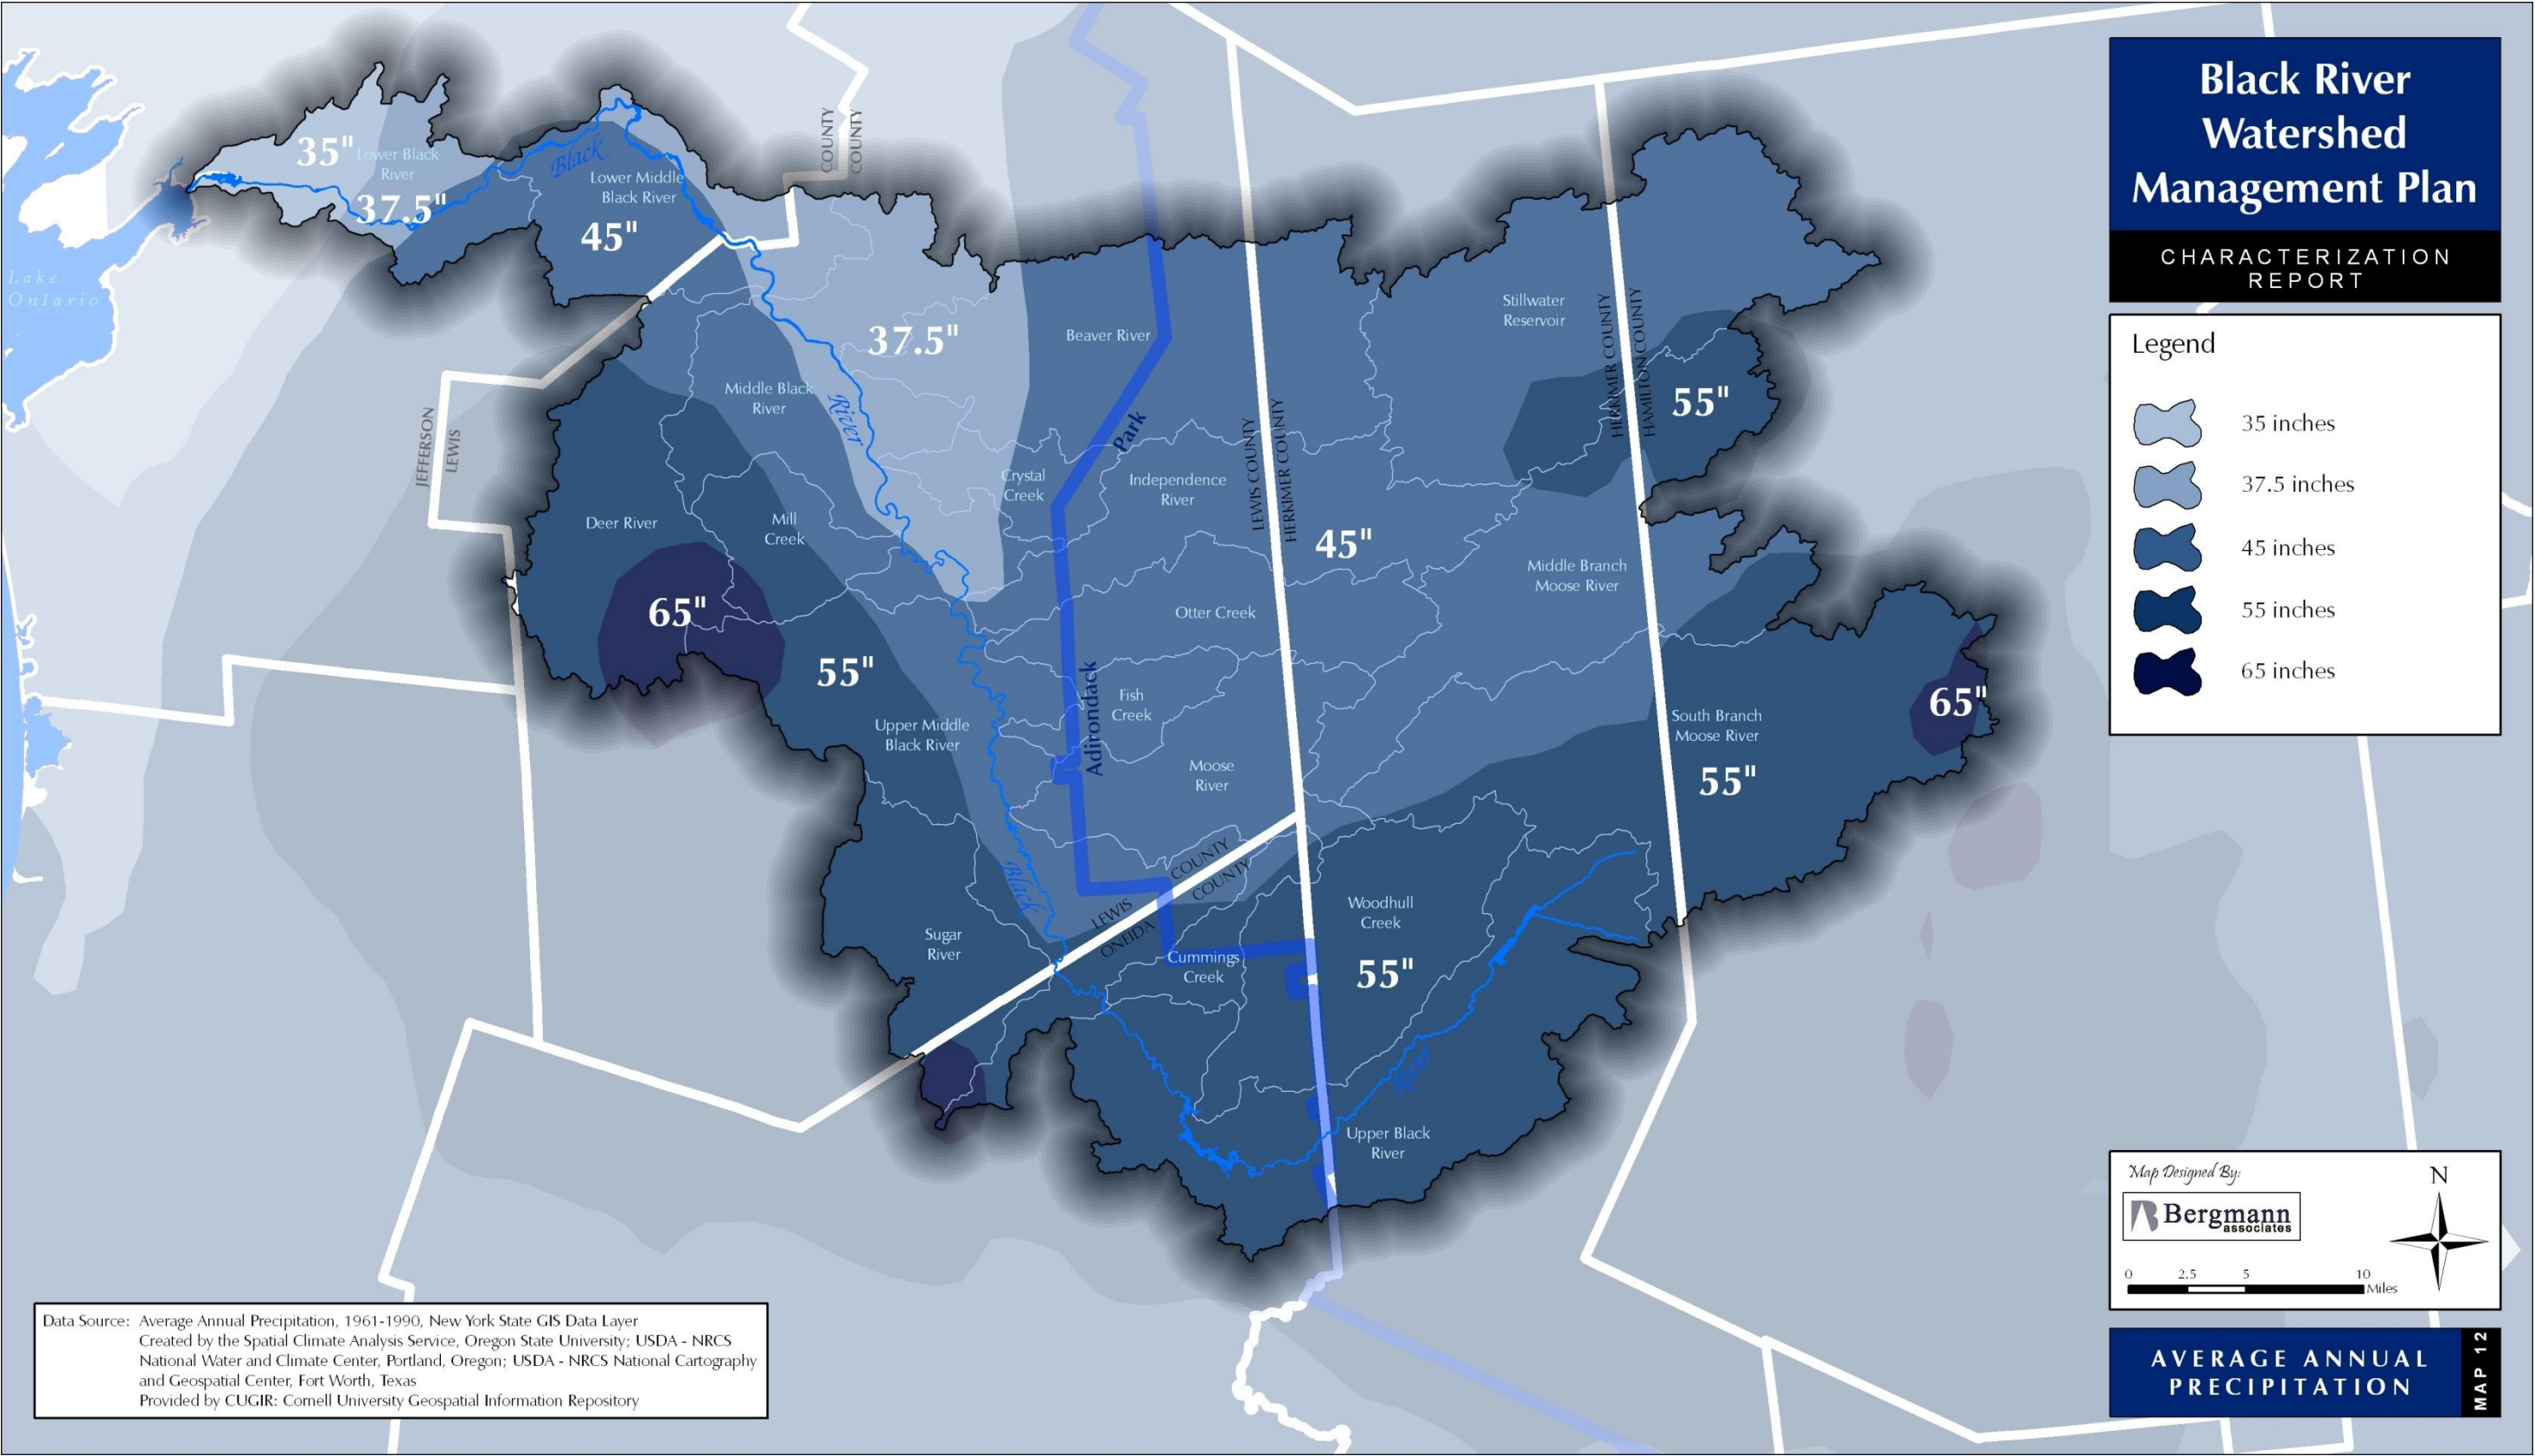 Black River
Watershed
Management Plan
CHARACTERIZATION
REPORT
Legend
35 inches
37.5 inches
45 inches
55 inches
65 inches
COUNTY
COUNTY
35"
Lower Black
River
37.5"
Black
Lower Middle
Black River
45"
Lake
Ontario
37.5"
Beaver River
Stillwater
Reservoir
HERKIMER COUNTY
HAMILTON COUNTY
55"
Middle Black
River
River
Park
JEFFERSON
LEWIS
Crystal
Creek
Independence
River
LEWIS COUNTY
HERKIMER COUNTY
45"
Deer River
Mill
Creek
Middle Branch
Moose River
65"
Otter Creek
55"
Adirondack
Fish
Creek
65"
Upper Middle
Black River
South Branch
Moose River
55"
Moose
River
COUNTY
COUNTY
LEWIS
ONEIDA
Black
Sugar
River
Woodhull
Creek
Cummings
Creek
55"
River
Upper Black
River
Map Designed By:
Bergmann
associates
N
0 2.5 5 10
Miles
Data Source: Average Annual Precipitation, 1961-1990, New York State GIS Data Layer
Created by the Spatial Climate Analysis Service, Oregon State University; USDA - NRCS
National Water and Climate Center, Portland, Oregon; USDA - NRCS National Cartography
and Geospatial Center, Fort Worth, Texas
Provided by CUGIR: Cornell University Geospatial Information Repository
AVERAGE ANNUAL
PRECIPITATION
MAP 12